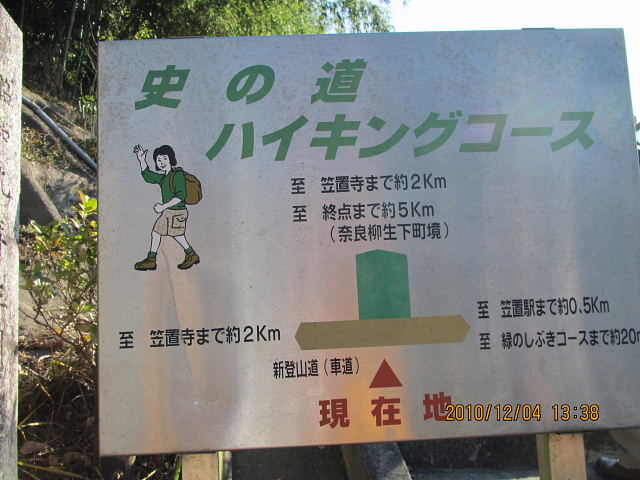 史の道
ハイキングコース
至 笠置寺まで約2Km
至 終点まで約5Km
(奈良柳生下町境)
至 笠置寺まで約2Km
至 笠置駅まで約0.5Km
至 緑のしぶきコースまで約20m
新登山道(車道)
現在地
2010/12/04 13:38